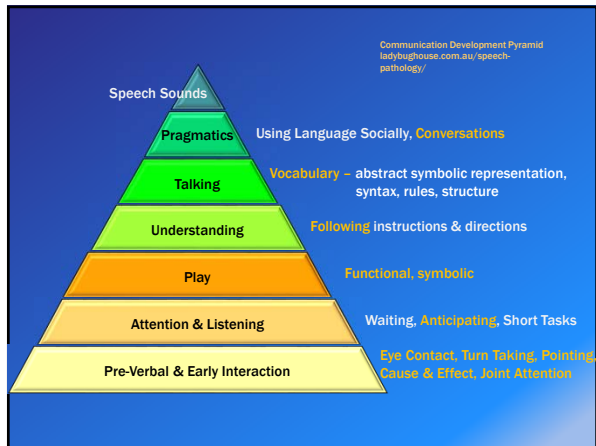 Communication Development Pyramid
ladybughouse.com.au/speech-
pathology/
Speech Sounds
Pragmatics
Using Language Socially, Conversations
Talking
Vocabulary – abstract symbolic representation,
syntax, rules, structure
Understanding
Following instructions & directions
Play
Functional, symbolic
Attention & Listening
Waiting, Anticipating, Short Tasks
Pre-Verbal & Early Interaction
Eye Contact, Turn Taking, Pointing,
Cause & Effect, Joint Attention